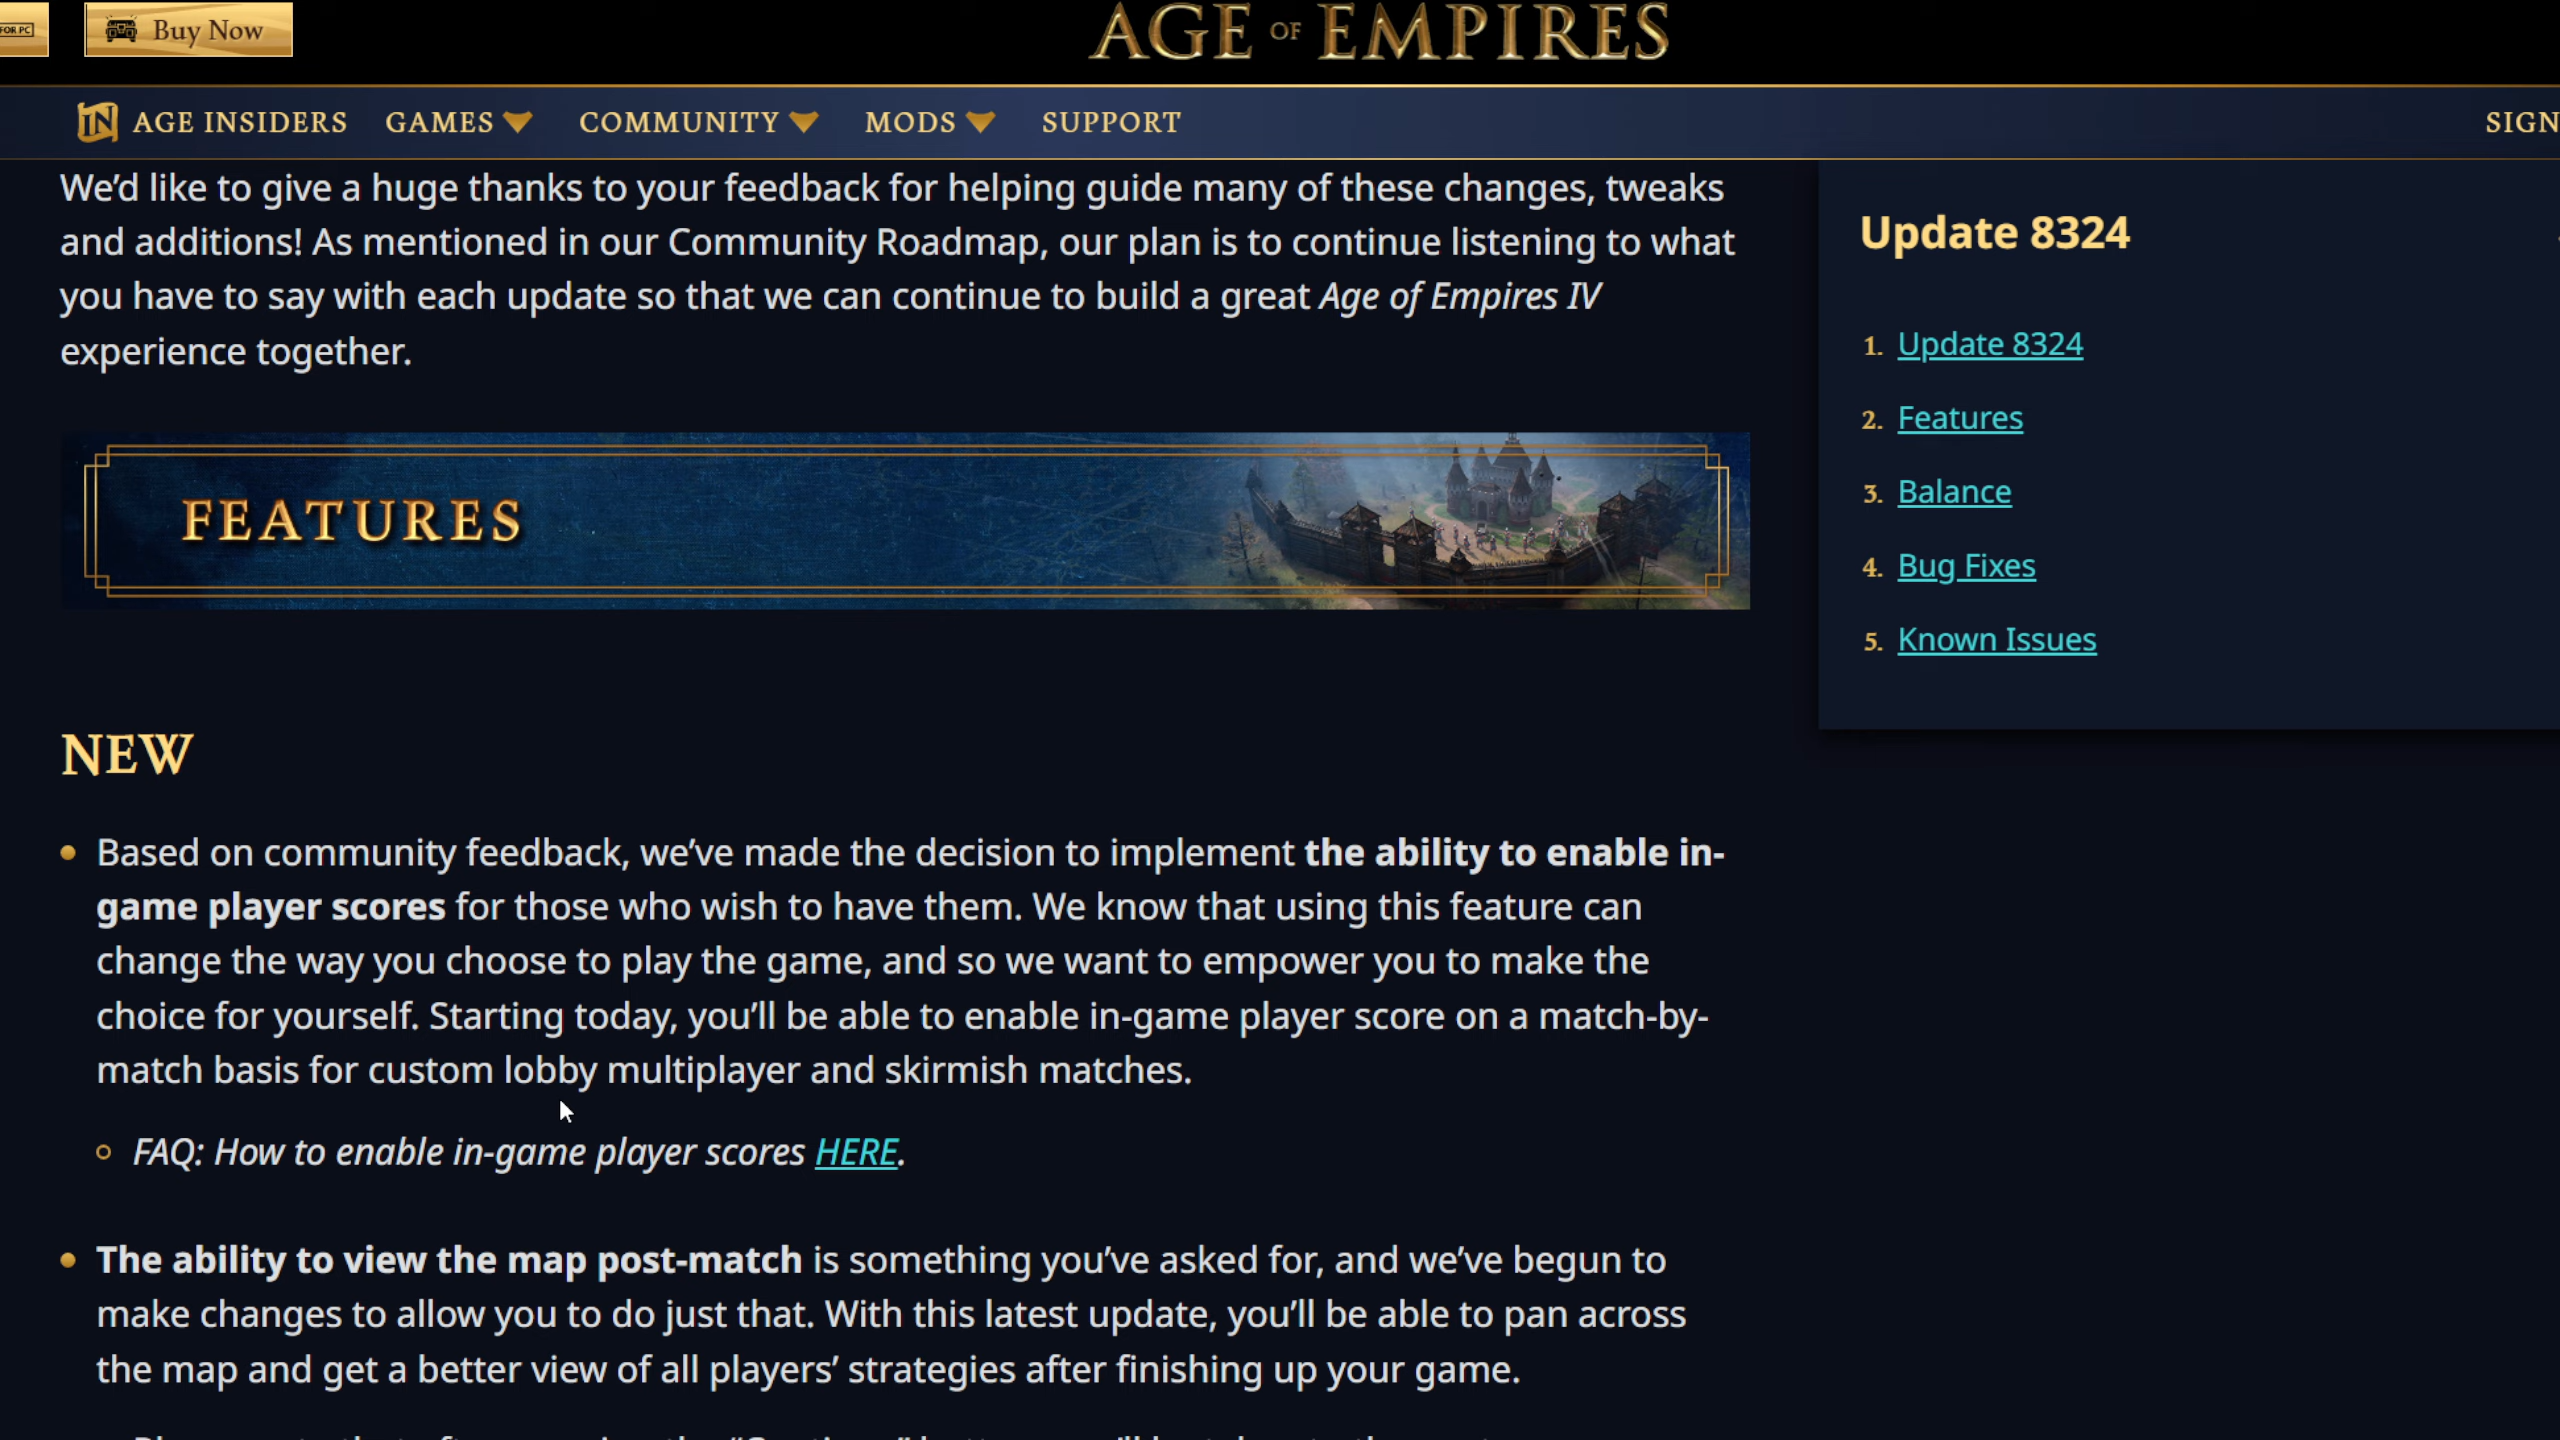 FOR PC
Buy Now
AGE OF EMPIRES
IN AGE INSIDERS GAMES COMMUNITY MODS SUPPORT SIGN
We’d like to give a huge thanks to your feedback for helping guide many of these changes, tweaks
and additions! As mentioned in our Community Roadmap, our plan is to continue listening to what
you have to say with each update so that we can continue to build a great Age of Empires IV
experience together.
FEATURES
NEW
• Based on community feedback, we’ve made the decision to implement the ability to enable in-
game player scores for those who wish to have them. We know that using this feature can
change the way you choose to play the game, and so we want to empower you to make the
choice for yourself. Starting today, you’ll be able to enable in-game player score on a match-by-
match basis for custom lobby multiplayer and skirmish matches.
FAQ: How to enable in-game player scores HERE.
• The ability to view the map post-match is something you’ve asked for, and we’ve begun to
make changes to allow you to do just that. With this latest update, you’ll be able to pan across
the map and get a better view of all players’ strategies after finishing up your game.
Update 8324
1. Update 8324
2. Features
3. Balance
4. Bug Fixes
5. Known Issues